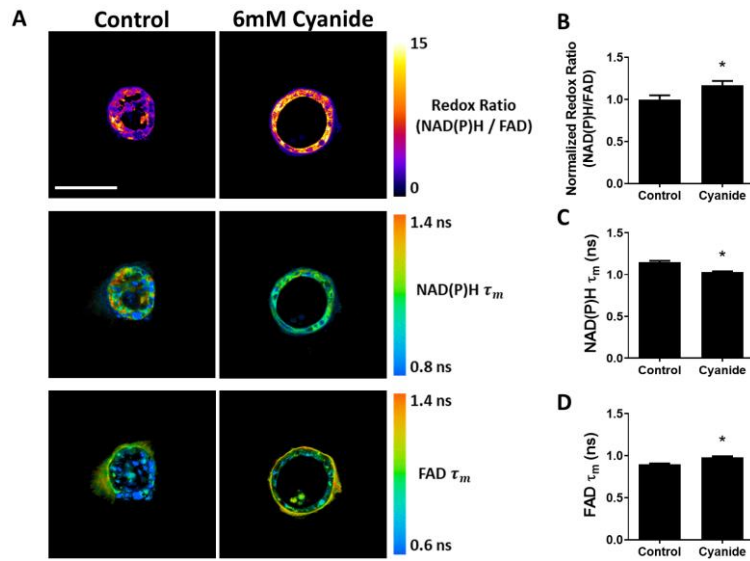 A
Control
6mM Cyanide
15
Redox Ratio
(NAD(P)H / FAD)
0
1.4 ns
NAD(P)H τm
0.8 ns
1.4 ns
FAD τm
0.6 ns
B
Normalized Redox Ratio
(NAD(P)H/FAD)
1.5
1.0
0.5
0.0
*
Control
Cyanide
C
NAD(P)H τm (ns)
1.5
1.0
0.5
0.0
*
Control
Cyanide
D
FAD τm (ns)
1.5
1.0
0.5
0.0
*
Control
Cyanide